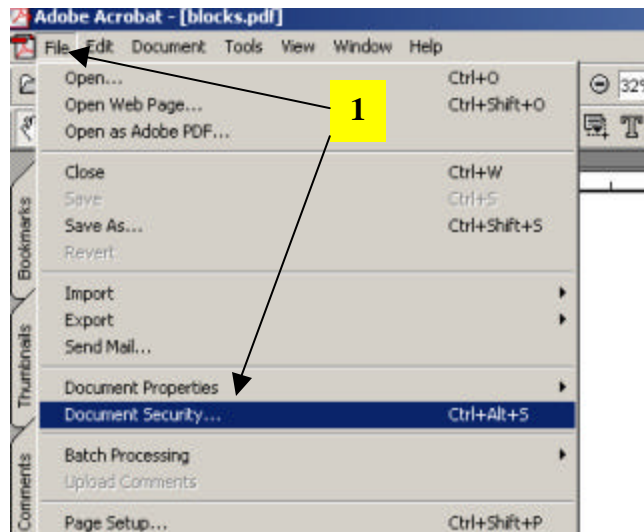 Adobe Acrobat - [blocks.pdf]
File Edit Document Tools View Window Help
Open... Ctrl+O
32%
Open Web Page... Ctrl+Shift+O
1
Open as Adobe PDF...
T
Close Ctrl+W
Save Ctrl+S
Save As... Ctrl+Shift+S
Revert
Bookmarks
Import
Export
Send Mail...
Thumbnails
Document Properties
Document Security... Ctrl+Alt+S
Batch Processing
Upload Comments
Comments
Page Setup... Ctrl+Shift+P